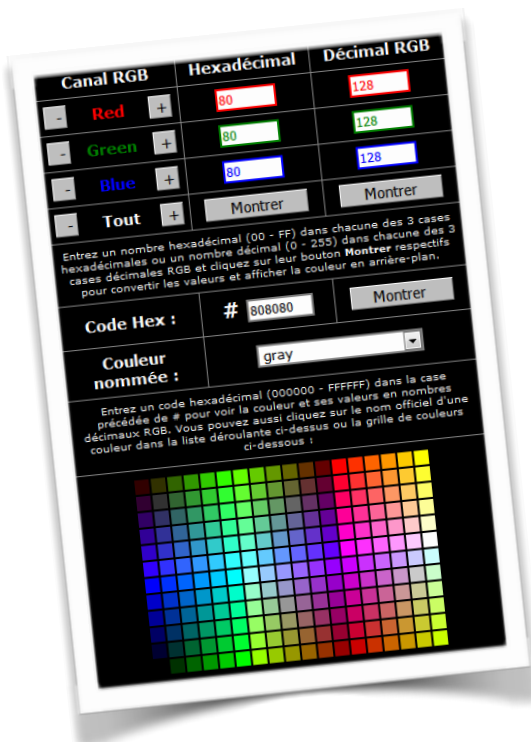 Canal RGB Hexadécimal Décimal RGB
- Red + 80 128
- Green + 80 128
- Blue + 80 128
- Tout + Montrer Montrer
Entrez un nombre hexadécimal (00 - FF) dans chacune des 3 cases
hexadécimales ou un nombre décimal (0 - 255) dans chacune des 3
cases décimales RGB et cliquez sur leur bouton Montrer respectifs
pour convertir les valeurs et afficher la couleur en arrière-plan.
Code Hex : # 808080 Montrer
Couleur
nommée : gray
Entrez un code hexadécimal (000000 - FFFFFF) dans la case
précédée de # pour voir la couleur et ses valeurs en nombres
décimaux RGB. Vous pouvez aussi cliquez sur le nom officiel d'une
couleur dans la liste déroulante ci-dessus ou la grille de couleurs
ci-dessous :